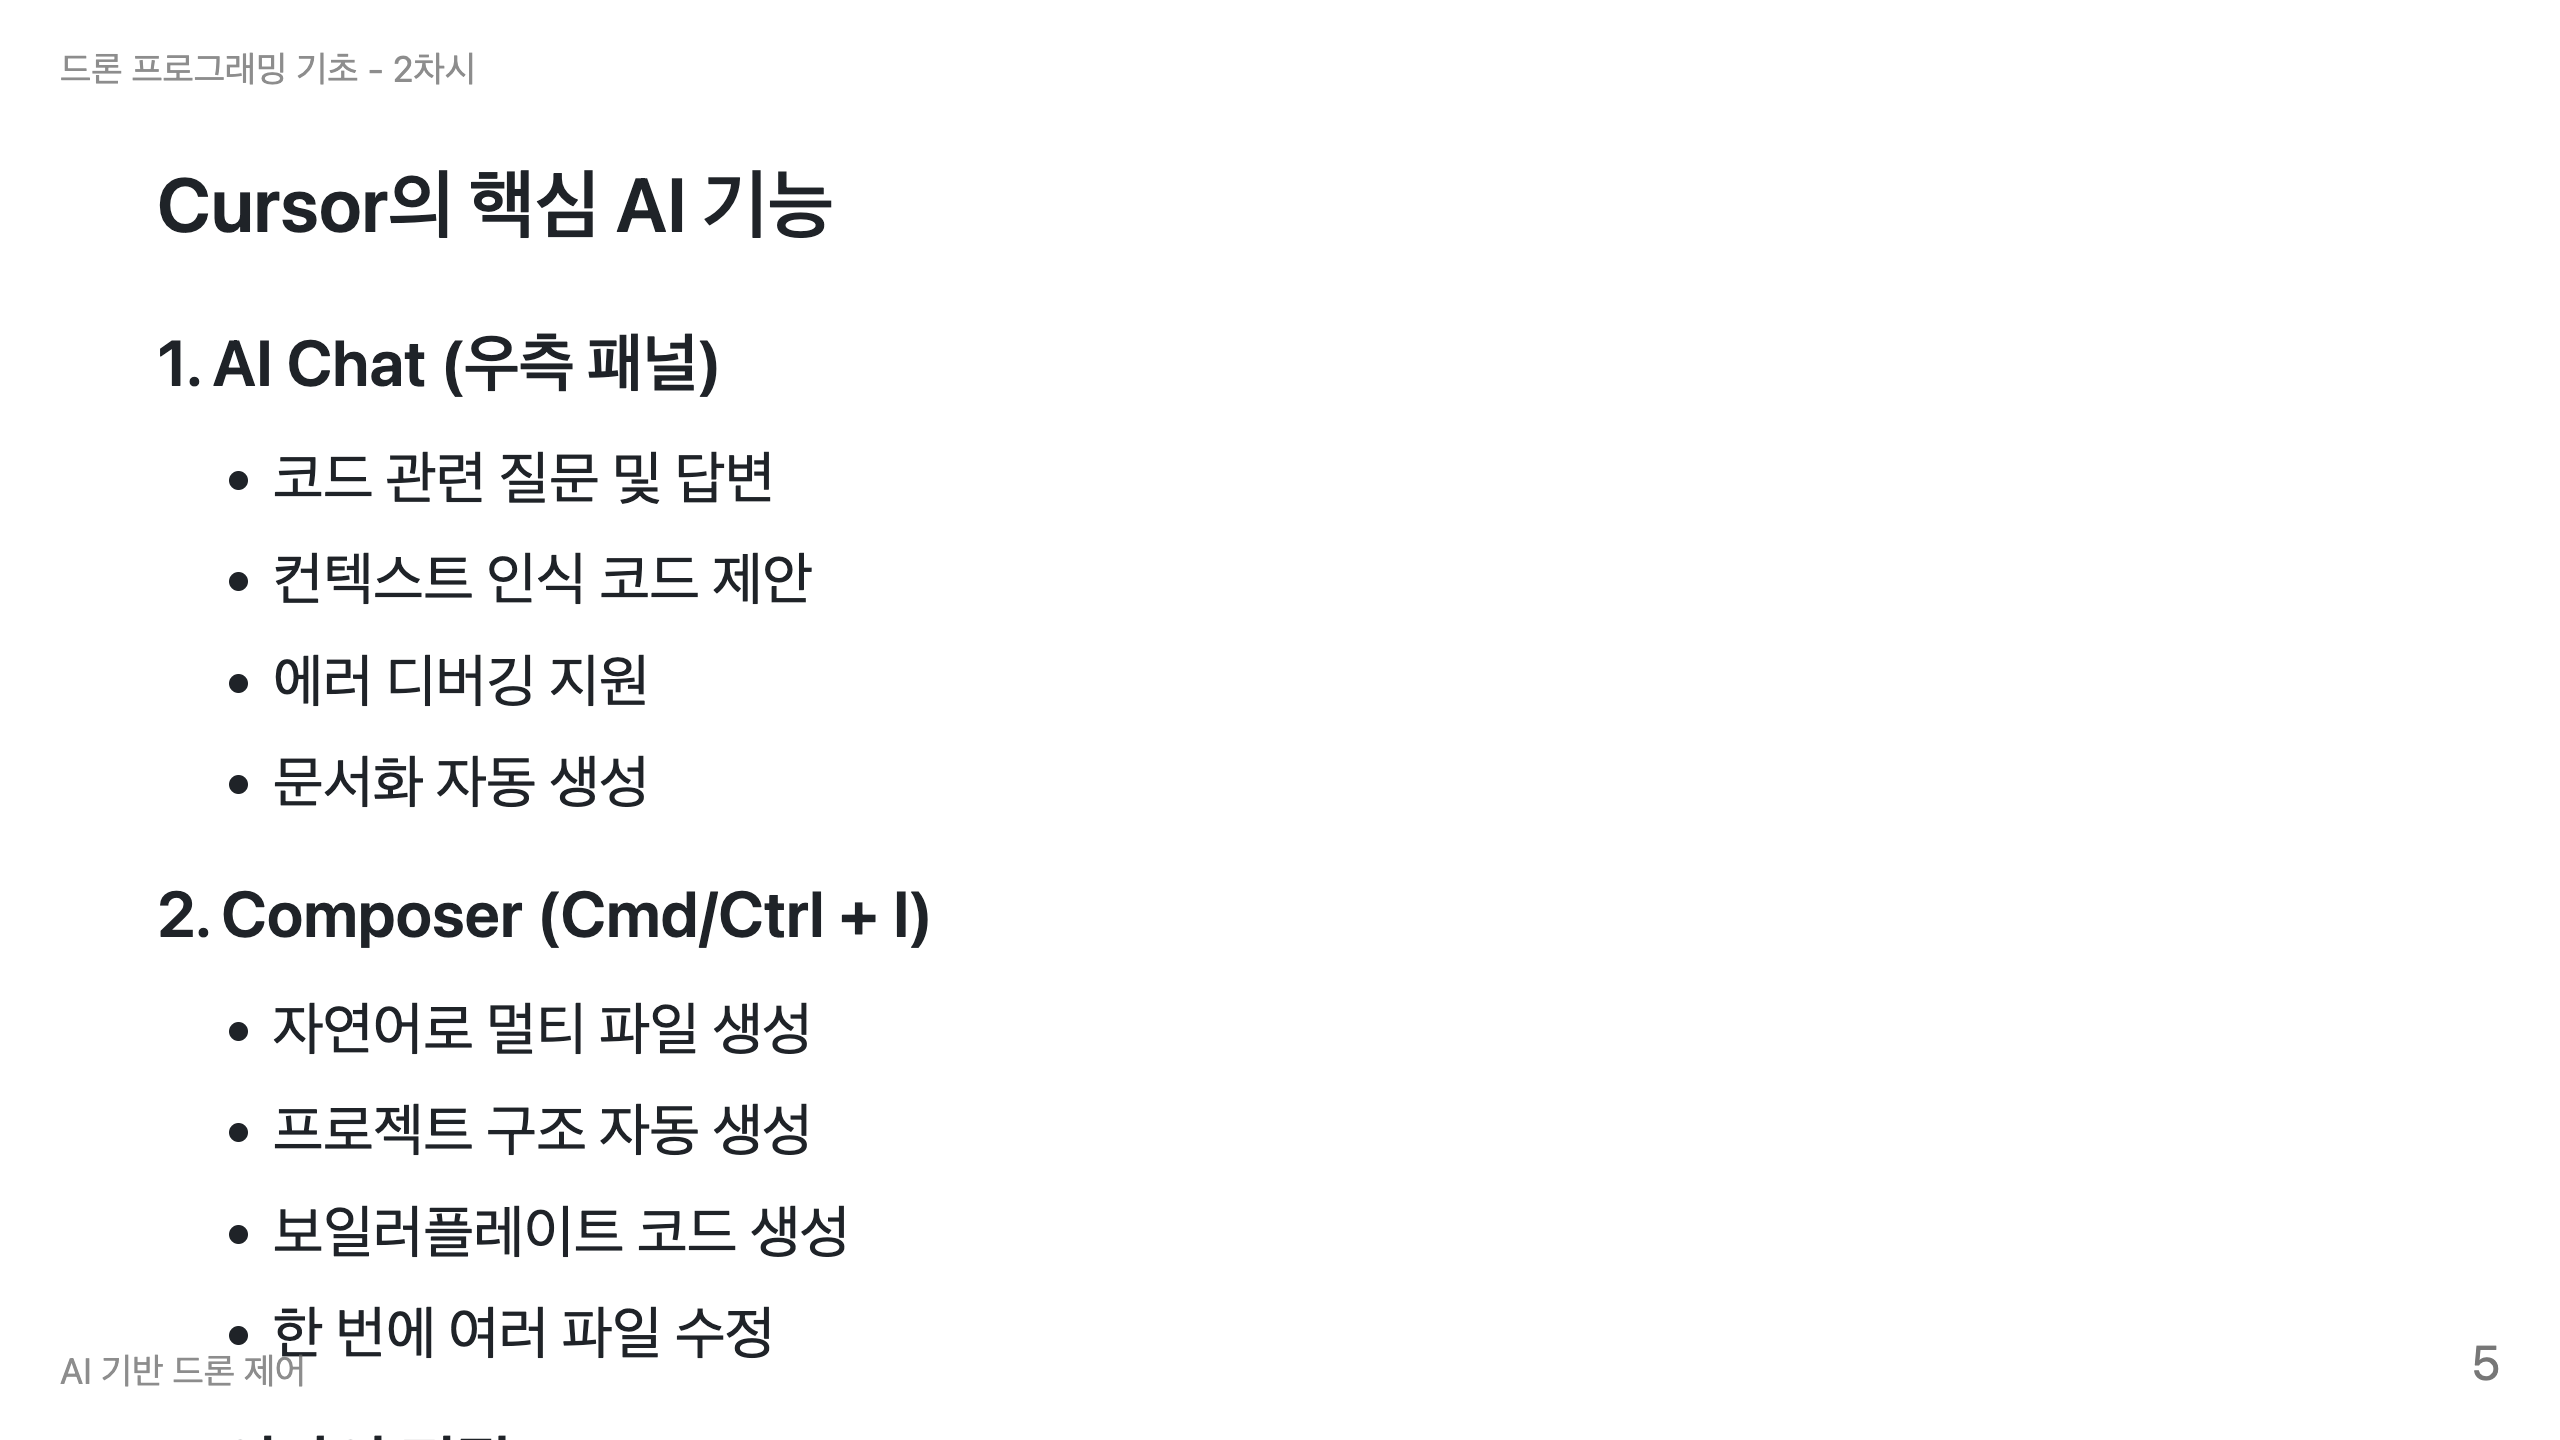 드론 프로그래밍 기초 - 2차시
Cursor의 핵심 AI 기능
1. AI Chat (우측 패널)
• 코드 관련 질문 및 답변
• 컨텍스트 인식 코드 제안
• 에러 디버깅 지원
• 문서화 자동 생성
2. Composer (Cmd/Ctrl + I)
• 자연어로 멀티 파일 생성
• 프로젝트 구조 자동 생성
• 보일러플레이트 코드 생성
• 한 번에 여러 파일 수정
AI 기반 드론 제어
5